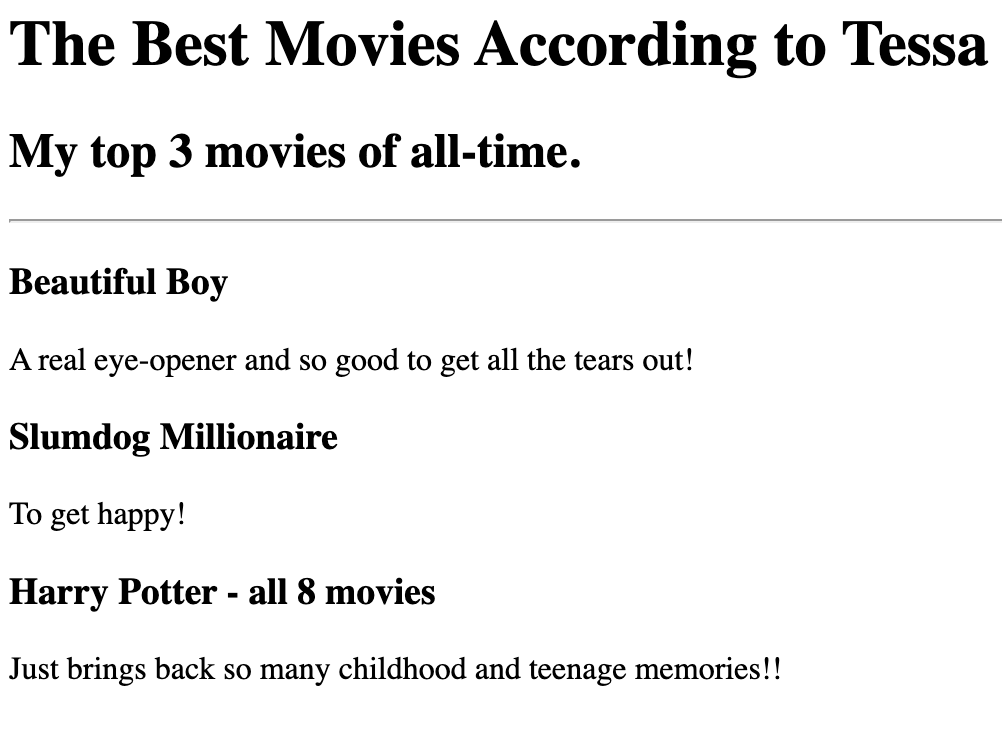 The Best Movies According to Tessa
My top 3 movies of all-time.
Beautiful Boy
A real eye-opener and so good to get all the tears out!
Slumdog Millionaire
To get happy!
Harry Potter - all 8 movies
Just brings back so many childhood and teenage memories!!